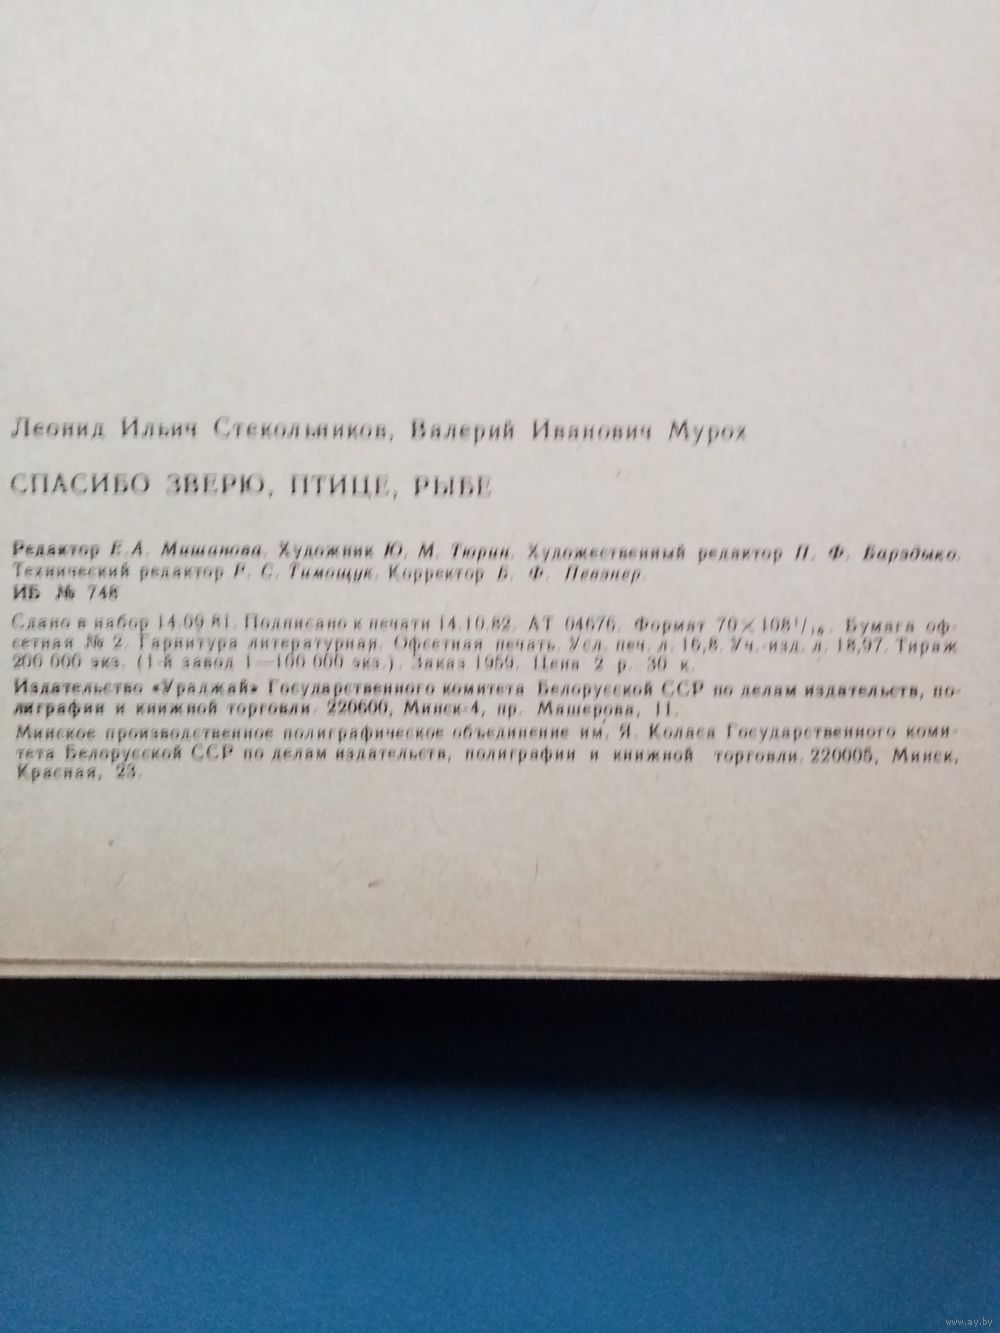 Леонид Ильич Стекольников, Валерий Иванович Мурох
СПАСИБО ЗВЕРЮ, ПТИЦЕ, РЫБЕ
Редактор Е. А. Мишанова. Художник Ю. М. Тюрин. Художественный редактор П. Ф. Барздыко.
Технический редактор Р. С. Тимощук. Корректор Б. Ф. Певзнер.
ИБ № 748
Сдано в набор 14.09.81. Подписано к печати 14.10.82. АТ 04676. Формат 70×108¹/₁₆. Бумага оф-
сетная № 2. Гарнитура литературная. Офсетная печать. Усл. печ. л. 16,8. Уч.-изд. л. 18,97. Тираж
200 000 экз. (1-й завод 1—100 000 экз.). Заказ 1959. Цена 2 р. 30 к.
Издательство «Ураджай» Государственного комитета Белорусской ССР по делам издательств, по-
лиграфии и книжной торговли. 220600, Минск-4, пр. Машерова, 11.
Минское производственное полиграфическое объединение им. Я. Коласа Государственного коми-
тета Белорусской ССР по делам издательств, полиграфии и книжной торговли. 220005, Минск,
Красная, 23.
www.ay.by